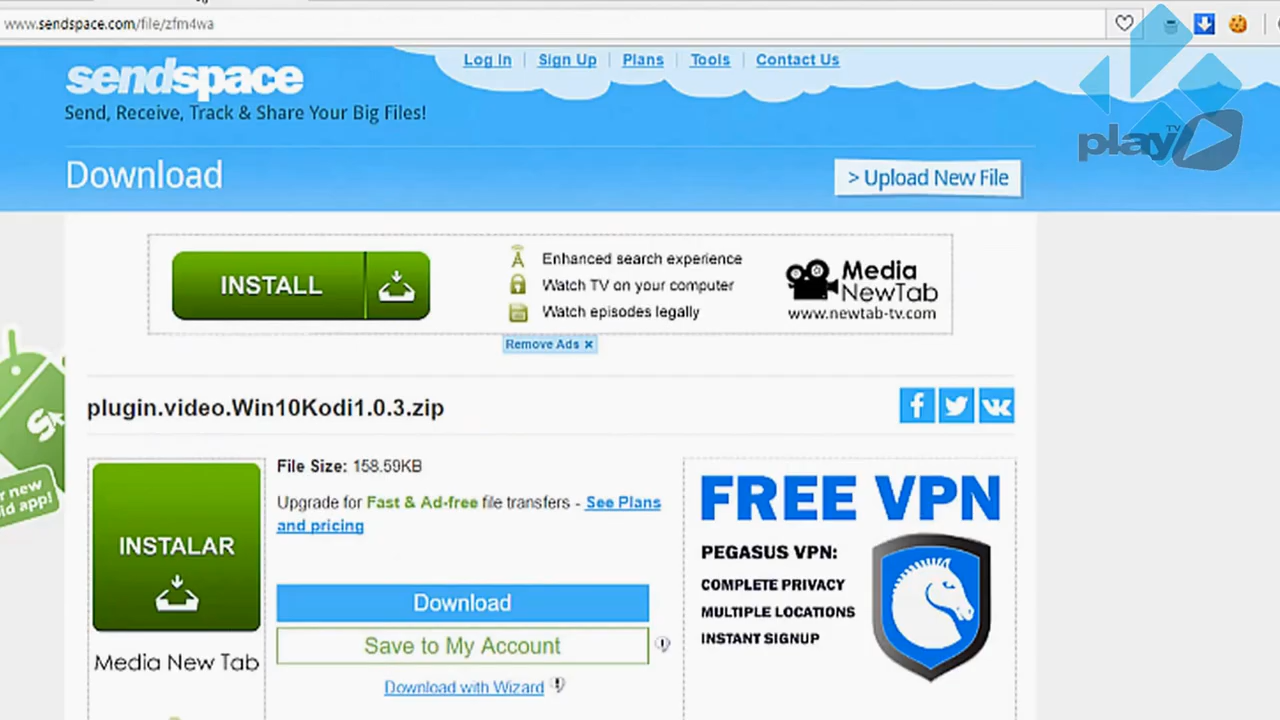 www.sendspace.com/file/zfm4wa
sendspace
Send, Receive, Track & Share Your Big Files!
Log In | Sign Up | Plans | Tools | Contact Us
play TV
Download
> Upload New File
INSTALL
Enhanced search experience
Watch TV on your computer
Watch episodes legally
Media
NewTab
www.newtab-tv.com
Remove Ads ×
plugin.video.Win10Kodi1.0.3.zip
r new
id app!
INSTALAR
Media New Tab
File Size: 158.59KB
Upgrade for Fast & Ad-free file transfers - See Plans
and pricing
Download
Save to My Account
Download with Wizard
FREE VPN
PEGASUS VPN:
COMPLETE PRIVACY
MULTIPLE LOCATIONS
INSTANT SIGNUP